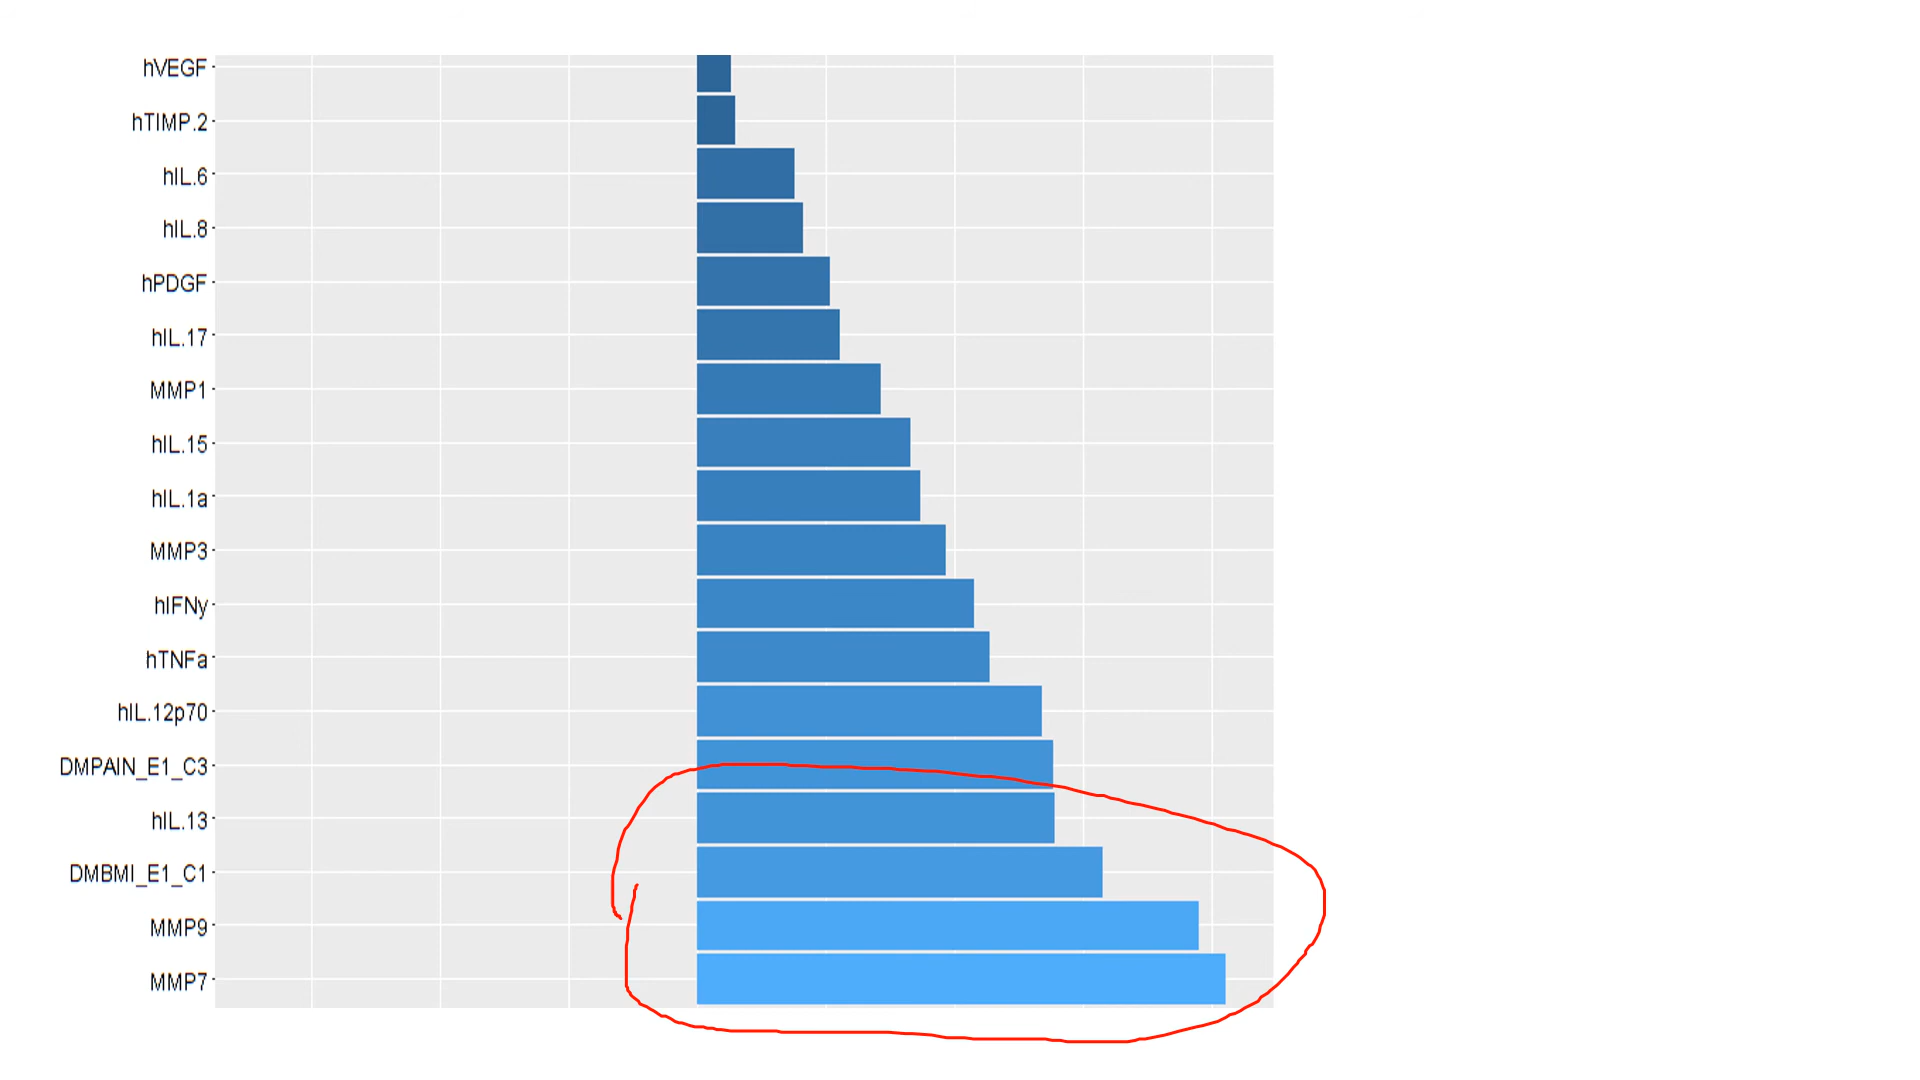 hVEGF
hTIMP.2
hIL.6
hIL.8
hPDGF
hIL.17
MMP1
hIL.15
hIL.1a
MMP3
hIFNy
hTNFa
hIL.12p70
DMPAIN_E1_C3
hIL.13
DMBMI_E1_C1
MMP9
MMP7